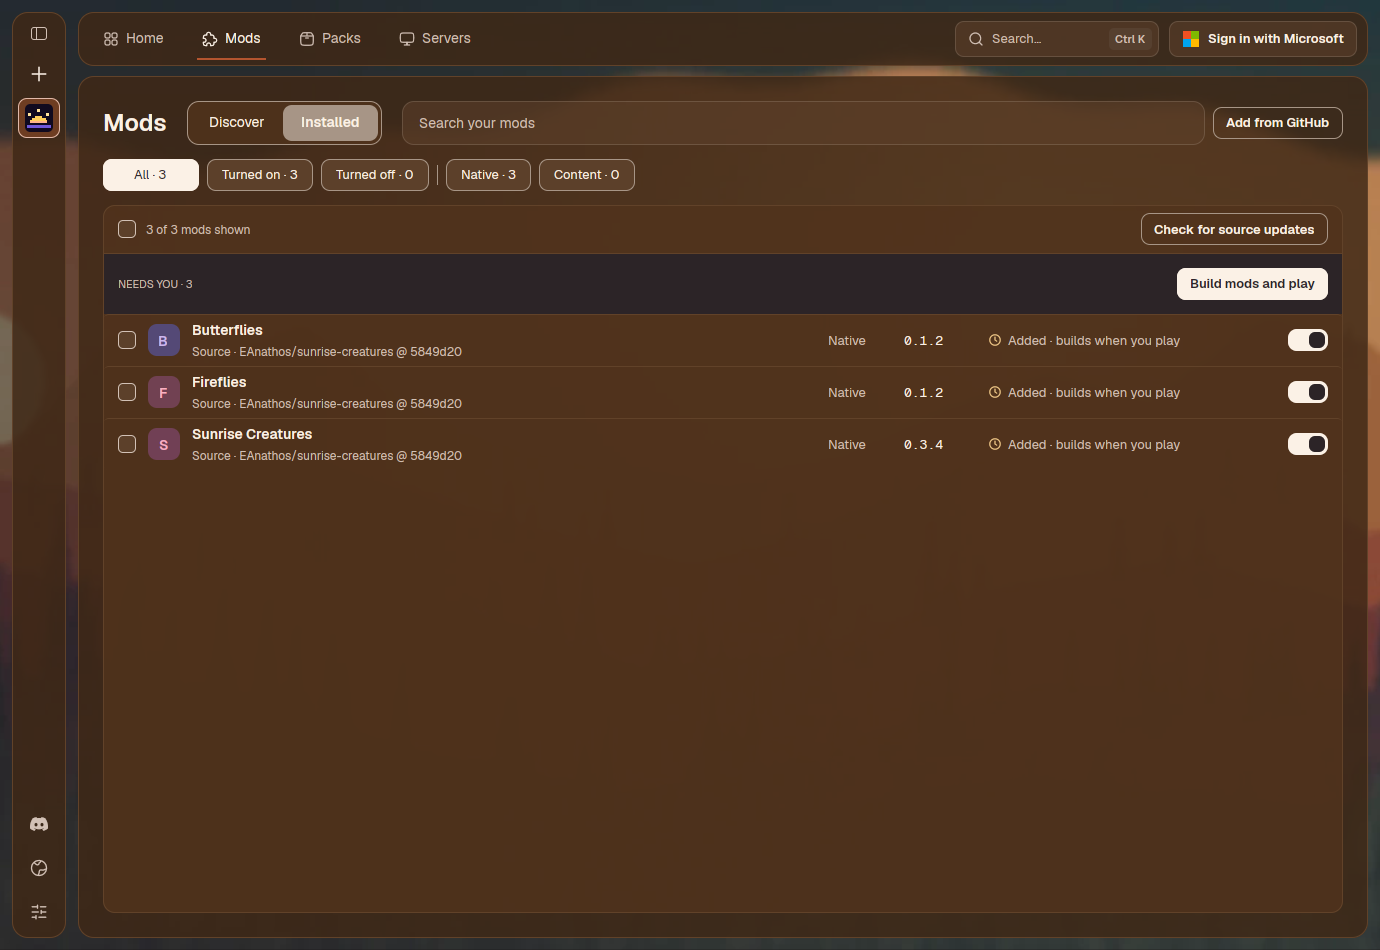 Home
Mods
Packs
Servers
Search...
Ctrl K
Sign in with Microsoft
Mods
Discover
Installed
Search your mods
Add from GitHub
All · 3
Turned on · 3
Turned off · 0
Native · 3
Content · 0
3 of 3 mods shown
Check for source updates
NEEDS YOU · 3
Build mods and play
B
Butterflies
Source · EAnathos/sunrise-creatures @ 5849d20
Native
0.1.2
Added · builds when you play
F
Fireflies
Source · EAnathos/sunrise-creatures @ 5849d20
Native
0.1.2
Added · builds when you play
S
Sunrise Creatures
Source · EAnathos/sunrise-creatures @ 5849d20
Native
0.3.4
Added · builds when you play